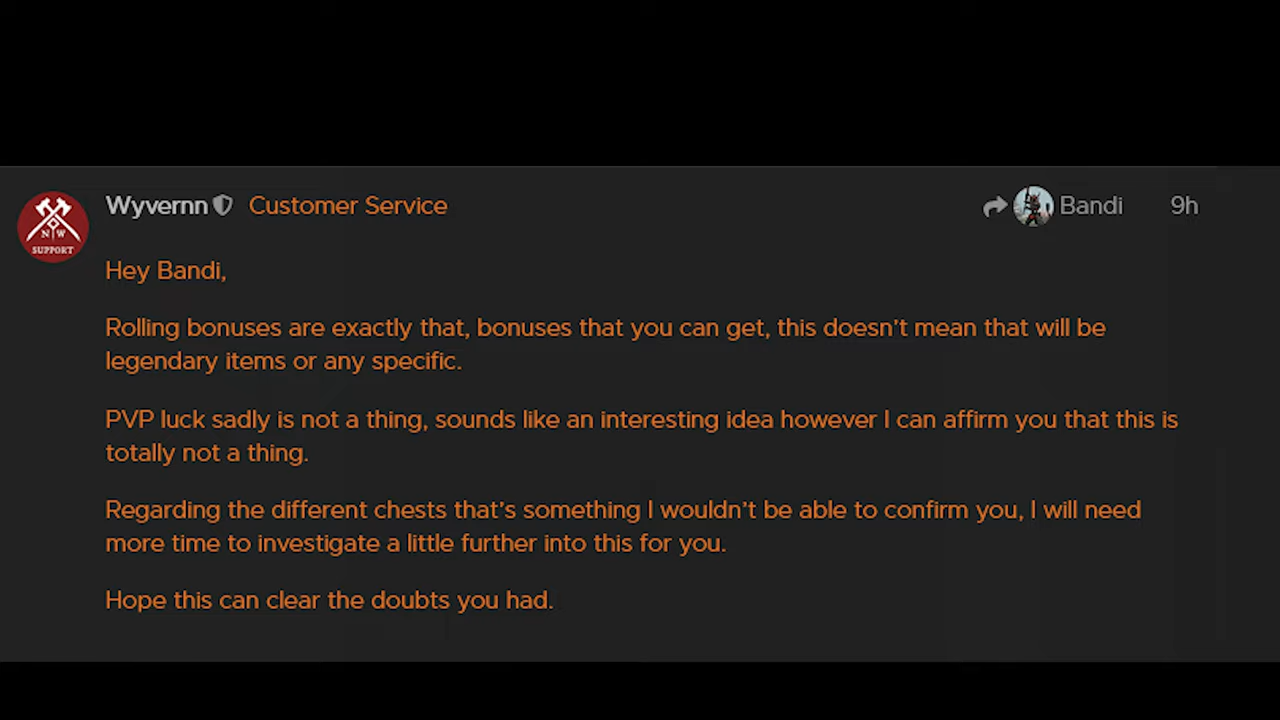 Wyvernn Customer Service Bandi 9h
N W
SUPPORT
Hey Bandi,
Rolling bonuses are exactly that, bonuses that you can get, this doesn’t mean that will be
legendary items or any specific.
PVP luck sadly is not a thing, sounds like an interesting idea however I can affirm you that this is
totally not a thing.
Regarding the different chests that’s something I wouldn’t be able to confirm you, I will need
more time to investigate a little further into this for you.
Hope this can clear the doubts you had.